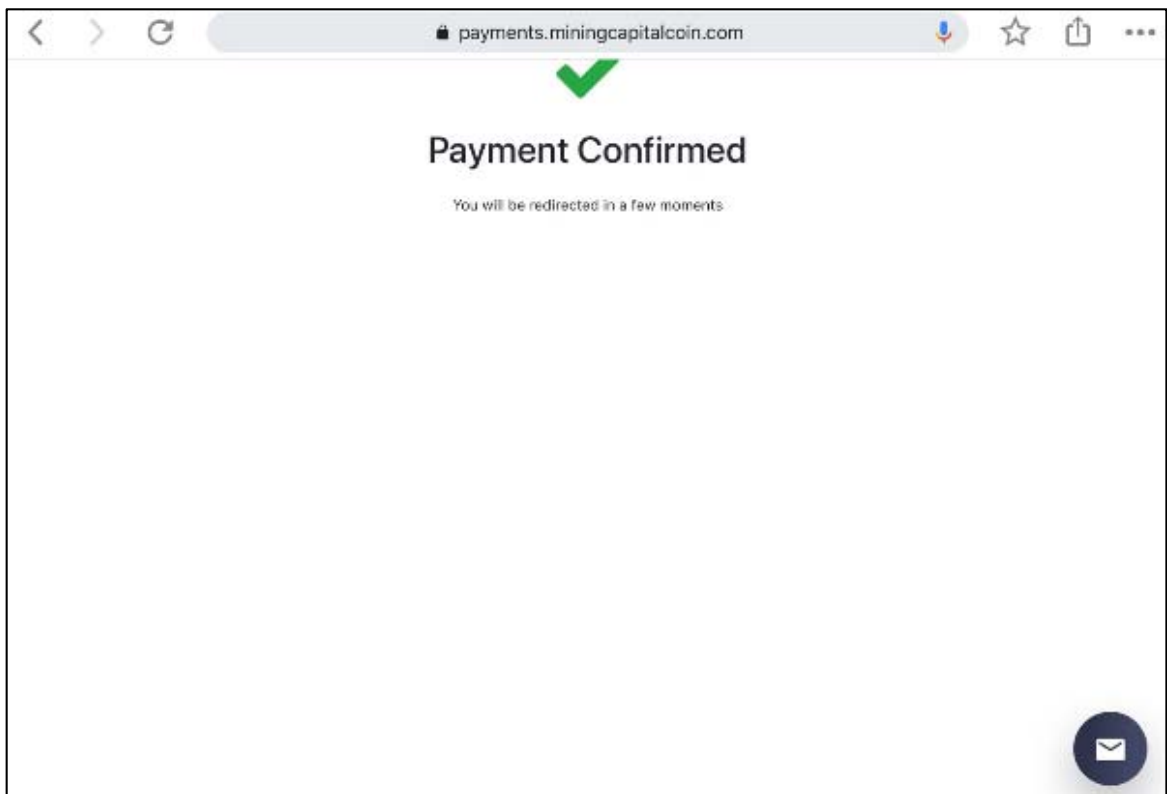 payments.miningcapitalcoin.com
Payment Confirmed
You will be redirected in a few moments